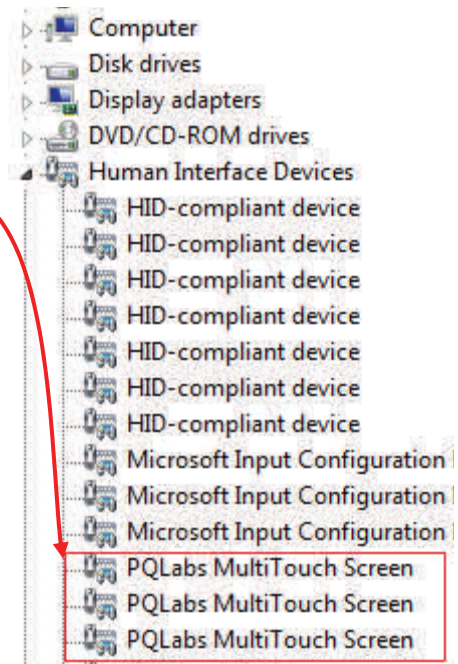 Computer
Disk drives
Display adapters
DVD/CD-ROM drives
Human Interface Devices
HID-compliant device
HID-compliant device
HID-compliant device
HID-compliant device
HID-compliant device
HID-compliant device
HID-compliant device
Microsoft Input Configuration
Microsoft Input Configuration
Microsoft Input Configuration
PQLabs MultiTouch Screen
PQLabs MultiTouch Screen
PQLabs MultiTouch Screen